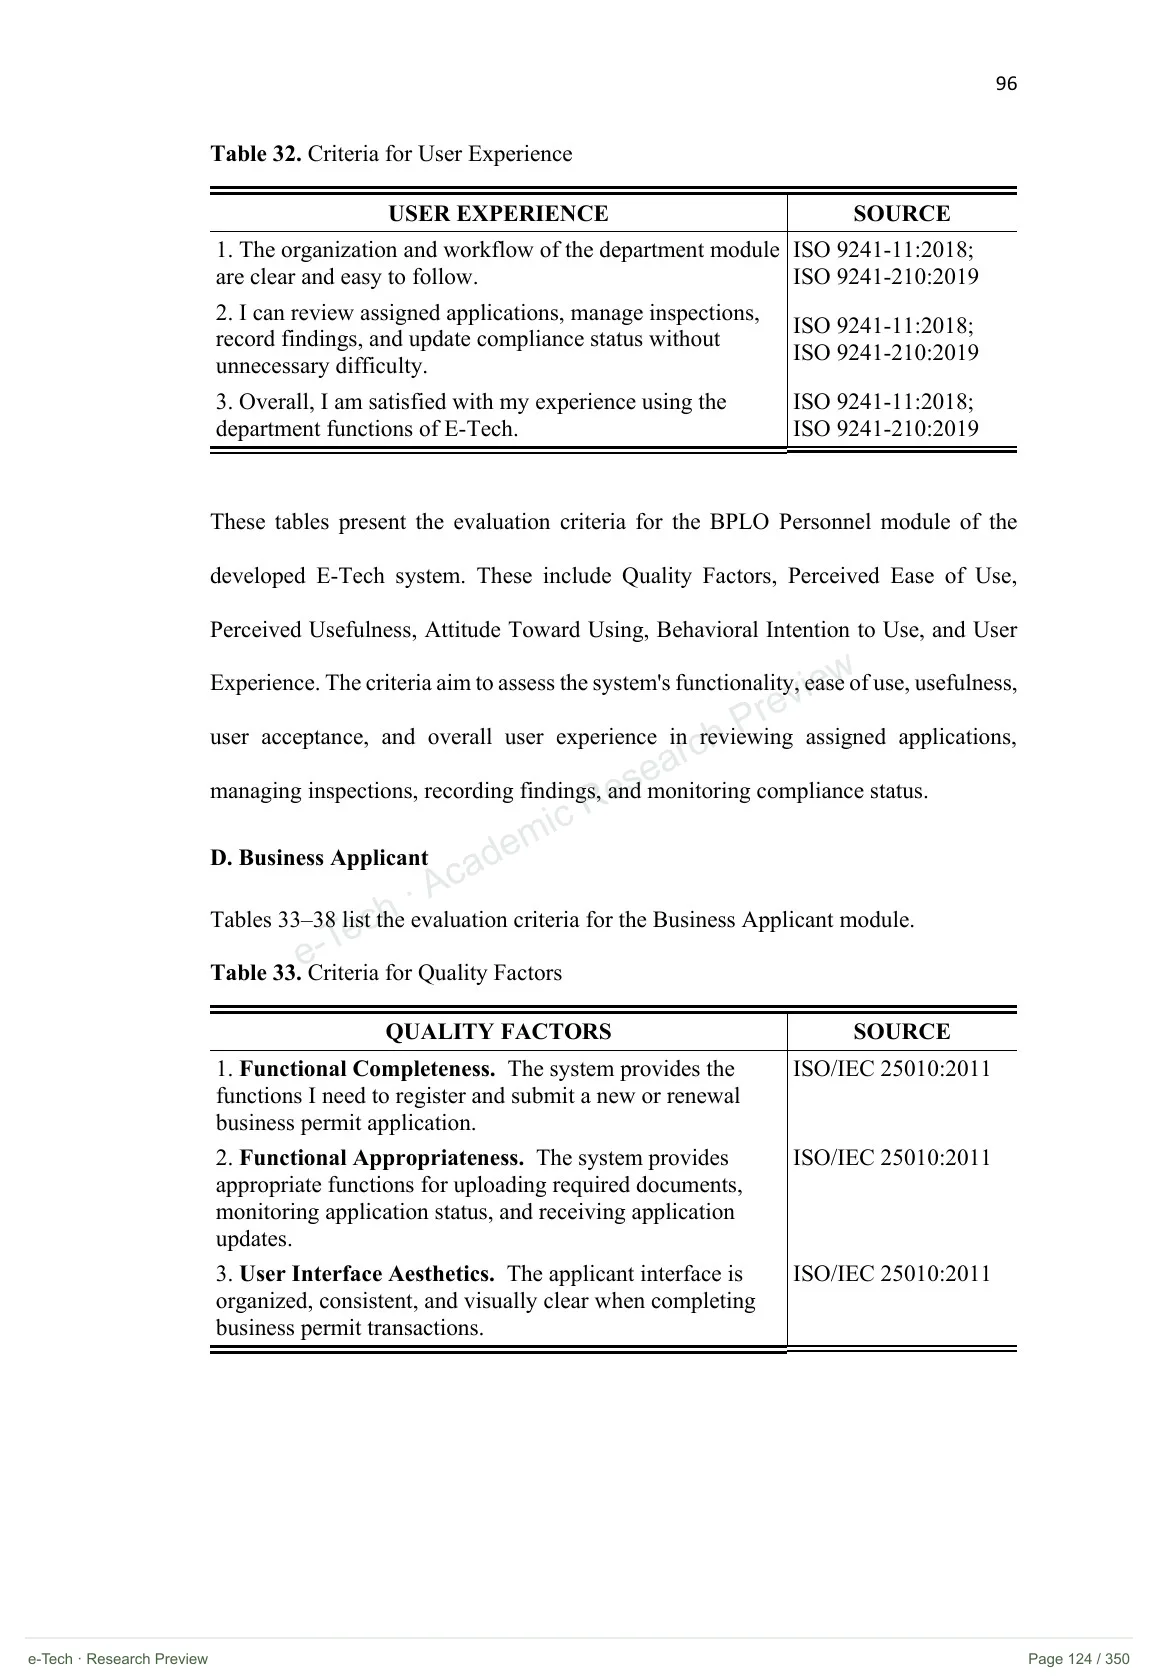 96
Table 32. Criteria for User Experience
USER EXPERIENCE SOURCE
1. The organization and workflow of the department module ISO 9241-11:2018;
are clear and easy to follow. ISO 9241-210:2019
2. I can review assigned applications, manage inspections,
record findings, and update compliance status without
unnecessary difficulty.
ISO 9241-11:2018;
ISO 9241-210:2019
3. Overall, I am satisfied with my experience using the ISO 9241-11:2018;
department functions of E-Tech. ISO 9241-210:2019
These tables present the evaluation criteria for the BPLO Personnel module of the
developed E-Tech system. These include Quality Factors, Perceived Ease of Use,
Perceived Usefulness, Attitude Toward Using, Behavioral Intention to Use, and User
Experience. The criteria aim to assess the system's functionality, ease of use, usefulness,
user acceptance, and overall user experience in reviewing assigned applications,
managing inspections, recording findings, and monitoring compliance status.
e-Tech · Academic Research Preview
D. Business Applicant
Tables 33–38 list the evaluation criteria for the Business Applicant module.
Table 33. Criteria for Quality Factors
QUALITY FACTORS SOURCE
1. Functional Completeness. The system provides the ISO/IEC 25010:2011
functions I need to register and submit a new or renewal
business permit application.
2. Functional Appropriateness. The system provides ISO/IEC 25010:2011
appropriate functions for uploading required documents,
monitoring application status, and receiving application
updates.
3. User Interface Aesthetics. The applicant interface is ISO/IEC 25010:2011
organized, consistent, and visually clear when completing
business permit transactions.
e-Tech · Research Preview Page 124 / 350